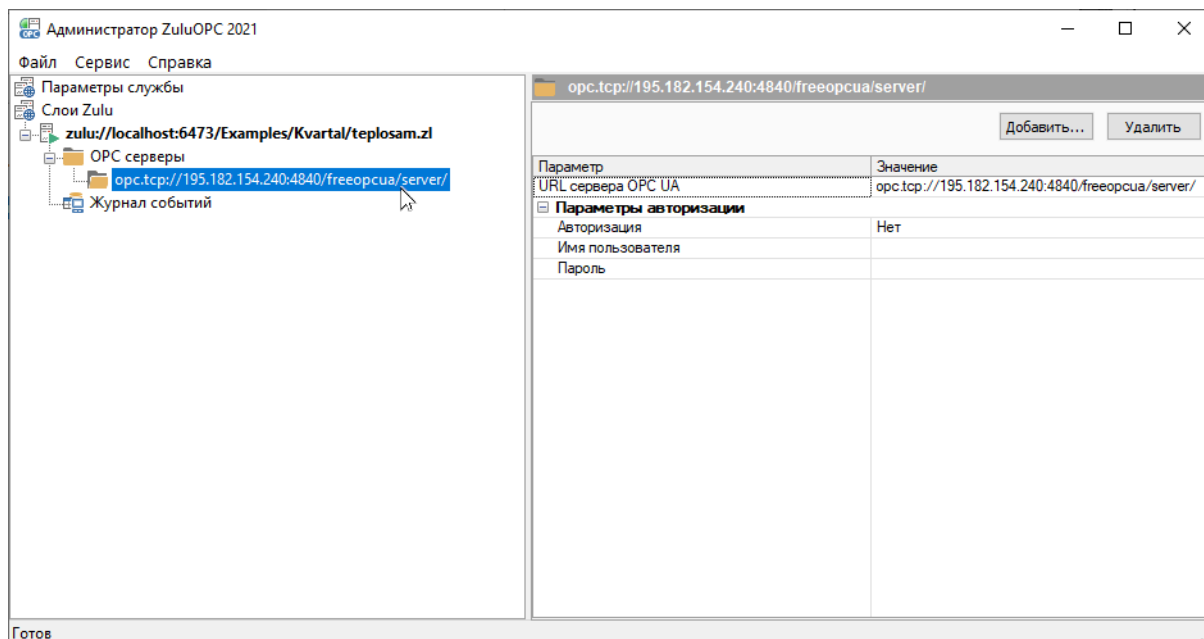 Администратор ZuluOPC 2021
Файл Сервис Справка
Параметры службы
Слои Zulu
zulu://localhost:6473/Examples/Kvartal/teplosam.zl
OPC серверы
opc.tcp://195.182.154.240:4840/freeopcua/server/
Журнал событий
opc.tcp://195.182.154.240:4840/freeopcua/server/
Добавить... Удалить
Параметр Значение
URL сервера OPC UA opc.tcp://195.182.154.240:4840/freeopcua/server/
Параметры авторизации
Авторизация Нет
Имя пользователя
Пароль
Готов